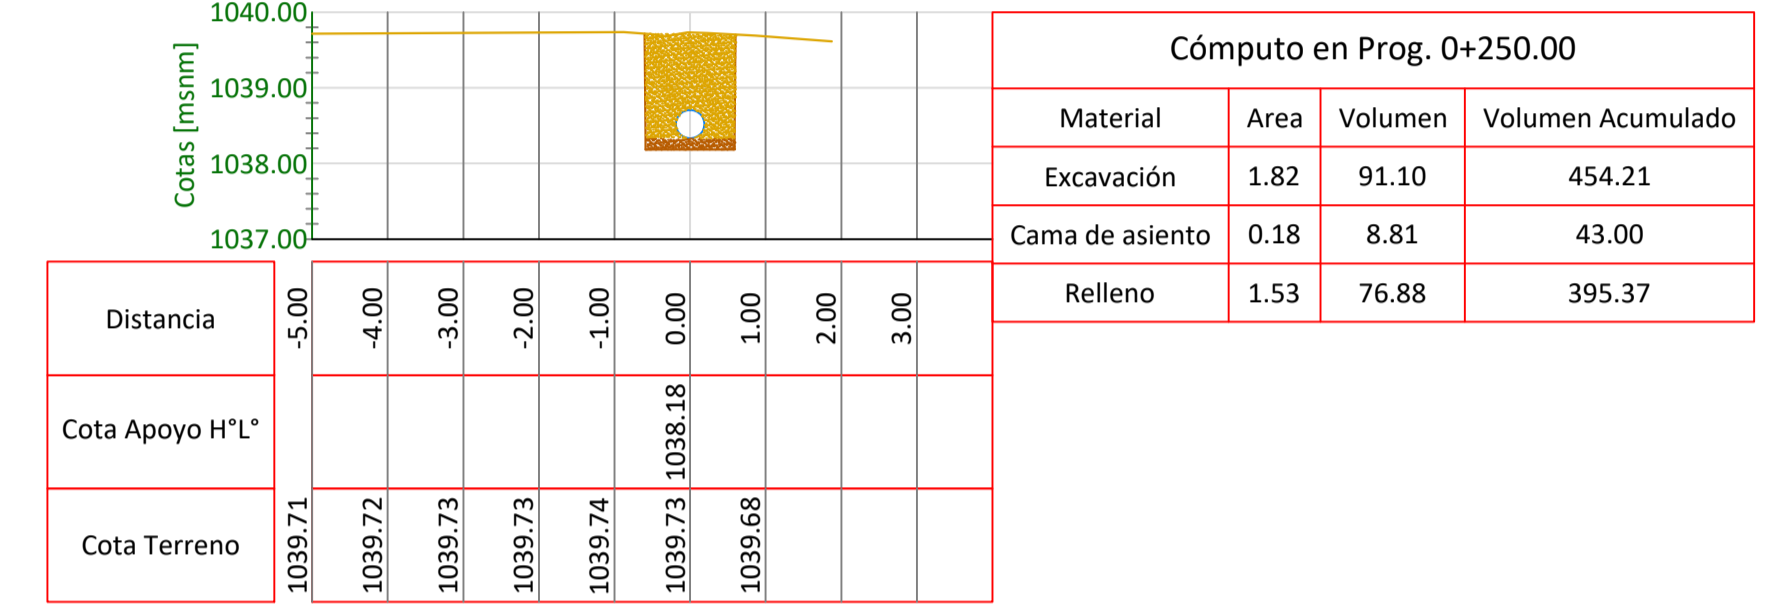 1040.00
1039.00
1038.00
1037.00
Cotas [msnm]
Cómputo en Prog. 0+250.00
Material Area Volumen Volumen Acumulado
Excavación 1.82 91.10 454.21
Cama de asiento 0.18 8.81 43.00
Relleno 1.53 76.88 395.37
Distancia -5.00 -4.00 -3.00 -2.00 -1.00 0.00 1.00 2.00 3.00
Cota Apoyo H°L° 1038.18
Cota Terreno 1039.71 1039.72 1039.73 1039.73 1039.74 1039.73 1039.68